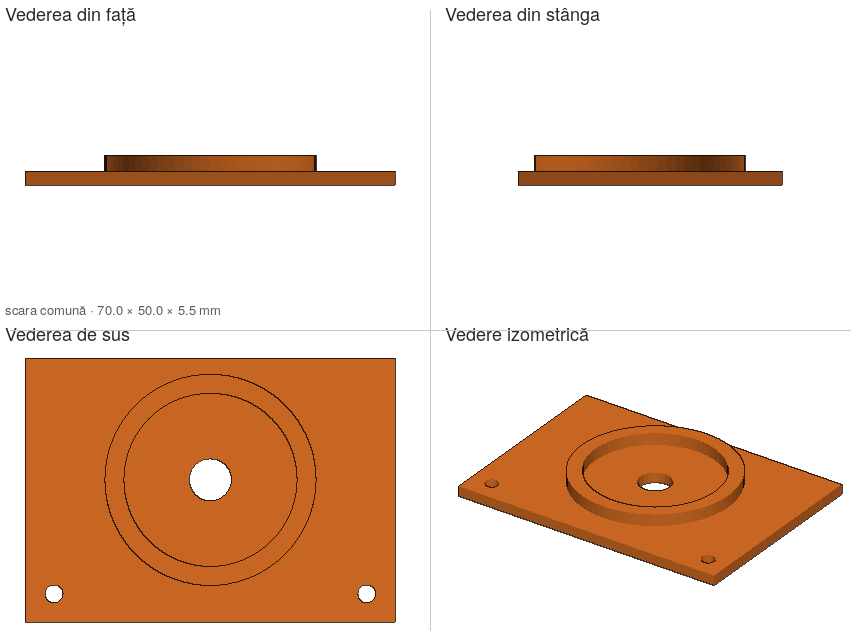 Vederea din față
Vederea din stânga
scara comună · 70.0 × 50.0 × 5.5 mm
Vederea de sus
Vedere izometrică